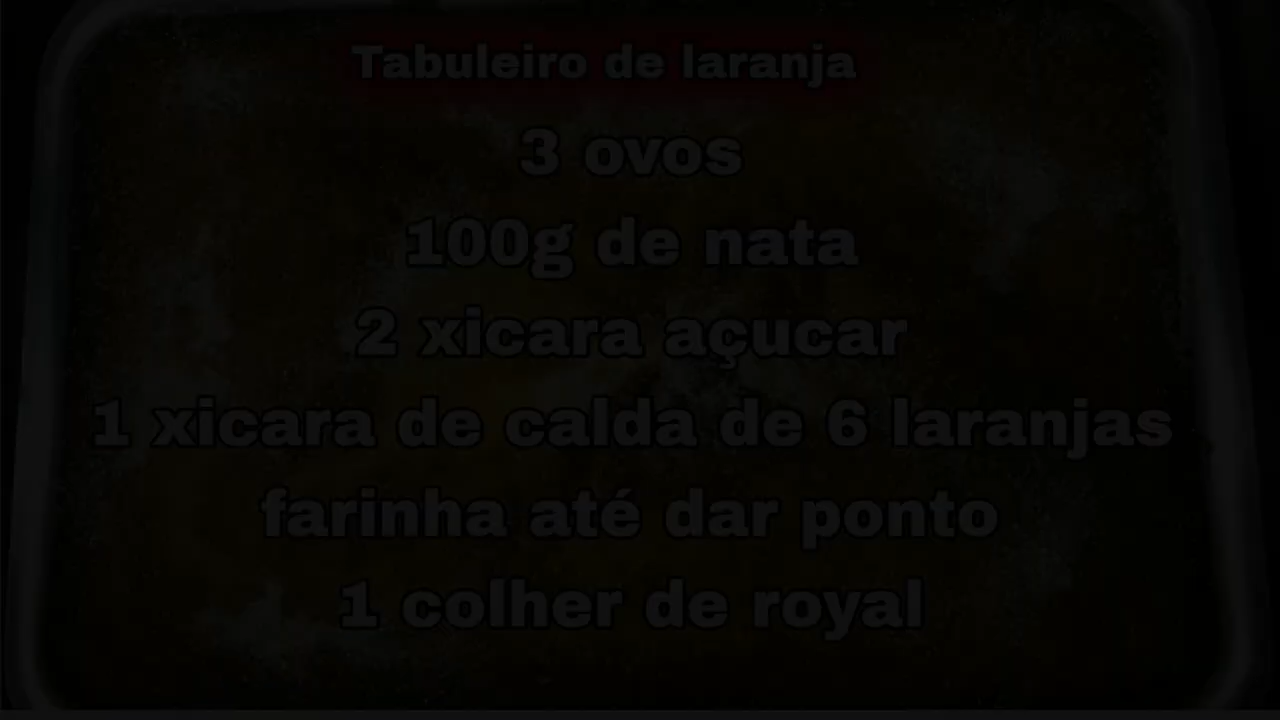 Tabuleiro de laranja
3 ovos
100g de nata
2 xicara açucar
1 xicara de calda de 6 laranjas
farinha até dar ponto
1 colher de royal